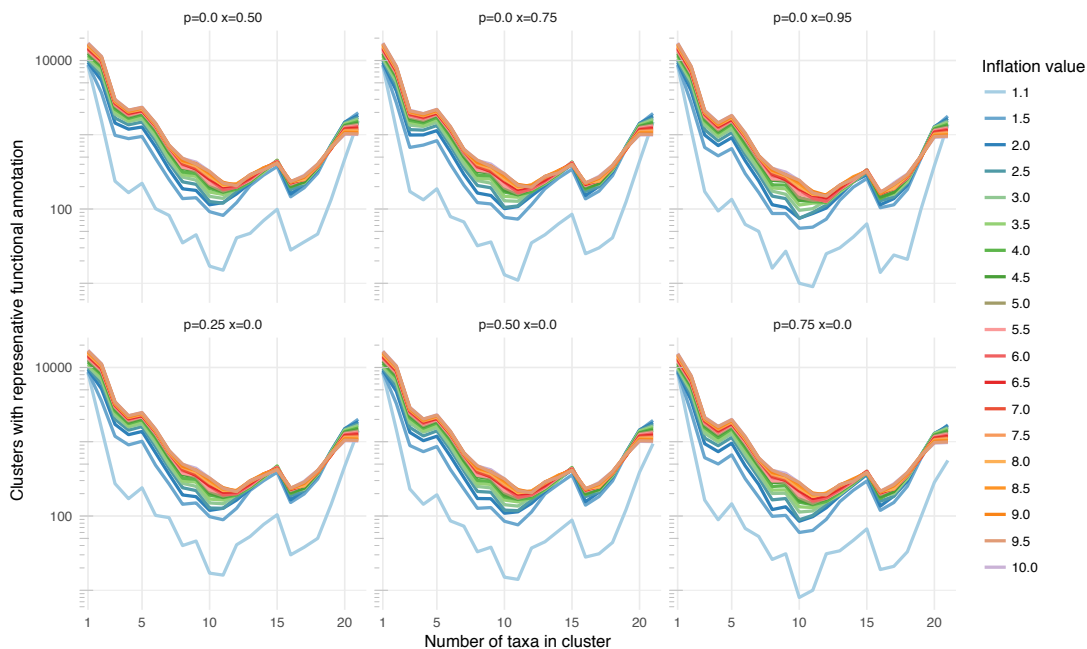 p=0.0 x=0.50
p=0.0 x=0.75
p=0.0 x=0.95
10000
100
p=0.25 x=0.0
p=0.50 x=0.0
p=0.75 x=0.0
10000
100
1 5 10 15 20
1 5 10 15 20
1 5 10 15 20
Number of taxa in cluster
Clusters with represenative functional annotation
Inflation value
1.1
1.5
2.0
2.5
3.0
3.5
4.0
4.5
5.0
5.5
6.0
6.5
7.0
7.5
8.0
8.5
9.0
9.5
10.0